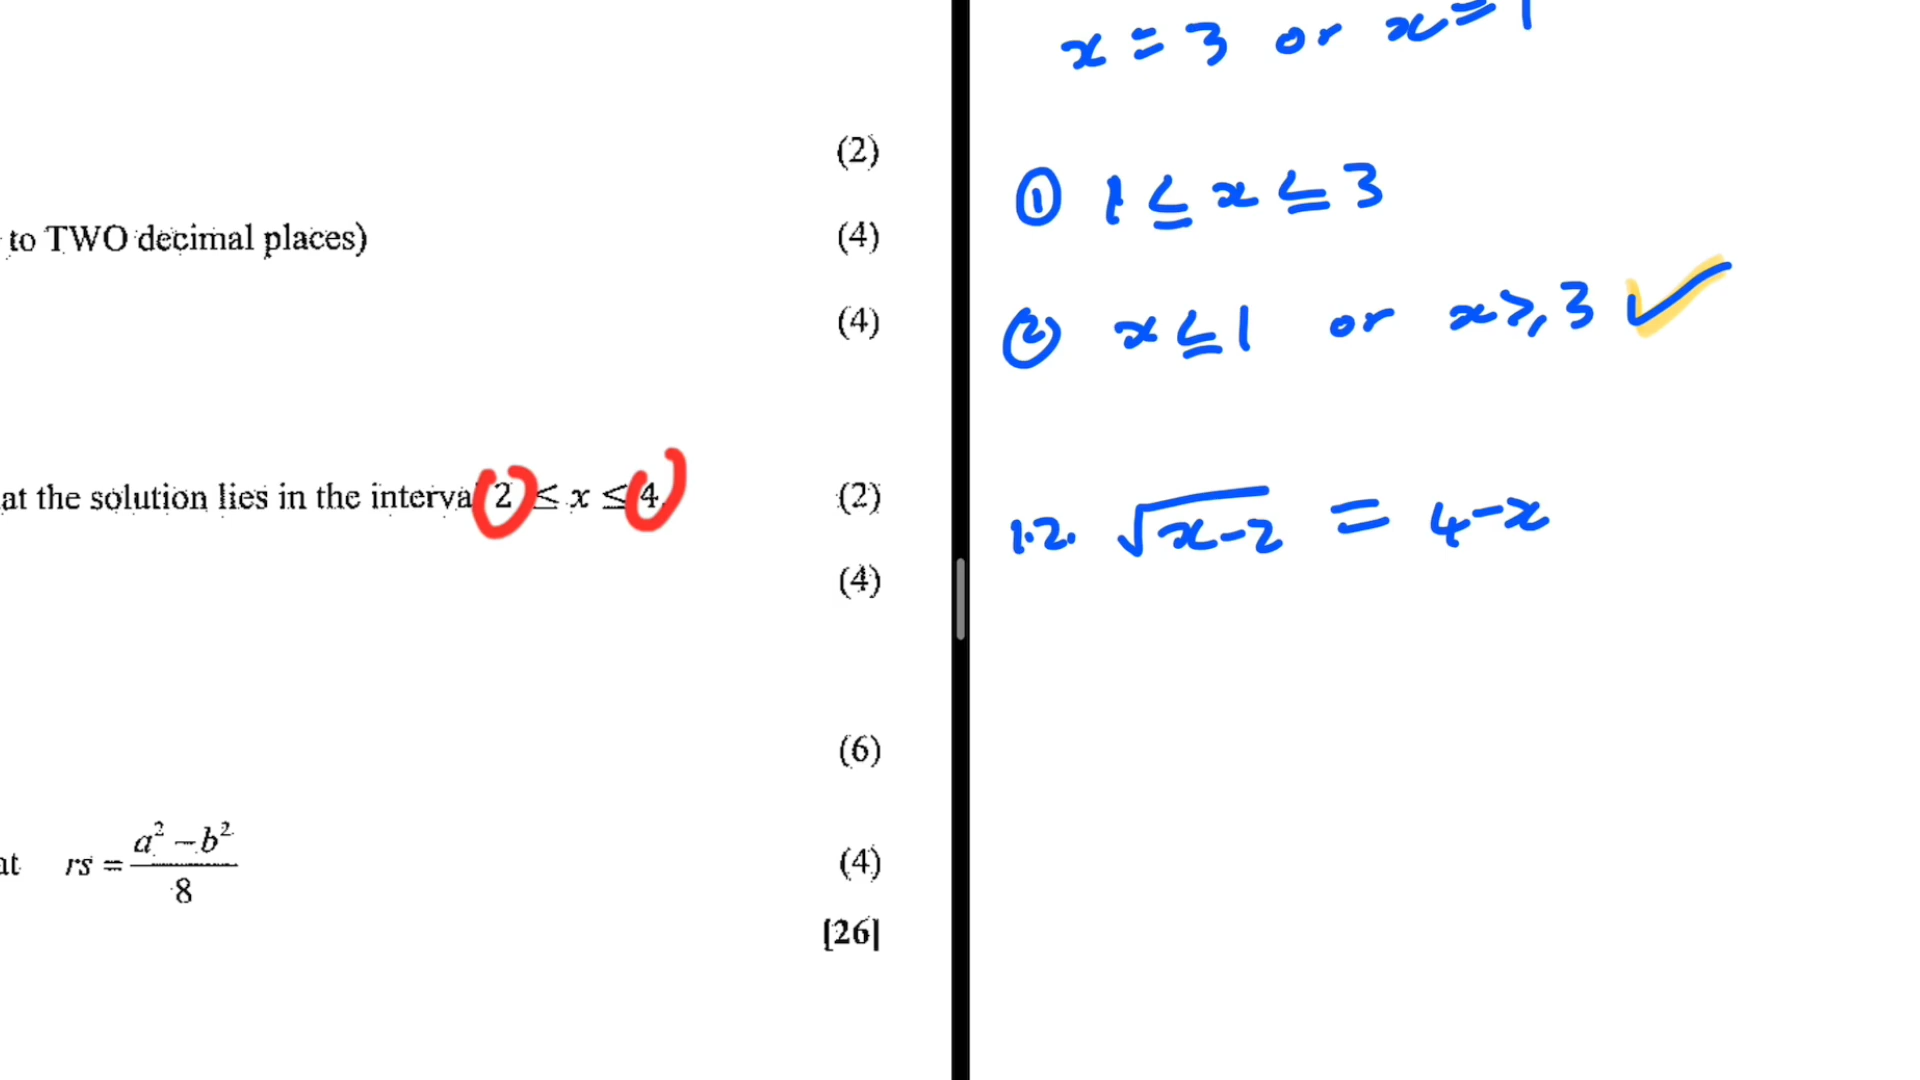 (2)
to TWO decimal places) (4)
(4)
at the solution lies in the interval 2 ≤ x ≤ 4. (2)
(4)
(6)
at rs = a² − b² / 8 (4)
[26]
x = 3 or x = 1
① 1 ≤ x ≤ 3
② x ≤ 1 or x ≥ 3 ✓
1.2. √x-2 = 4-x